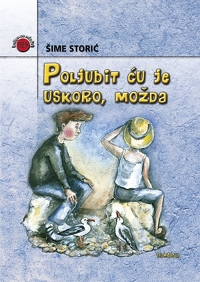 ŠIME STORIĆ
POLJUBIT ĆU JE
USKORO, MOŽDA